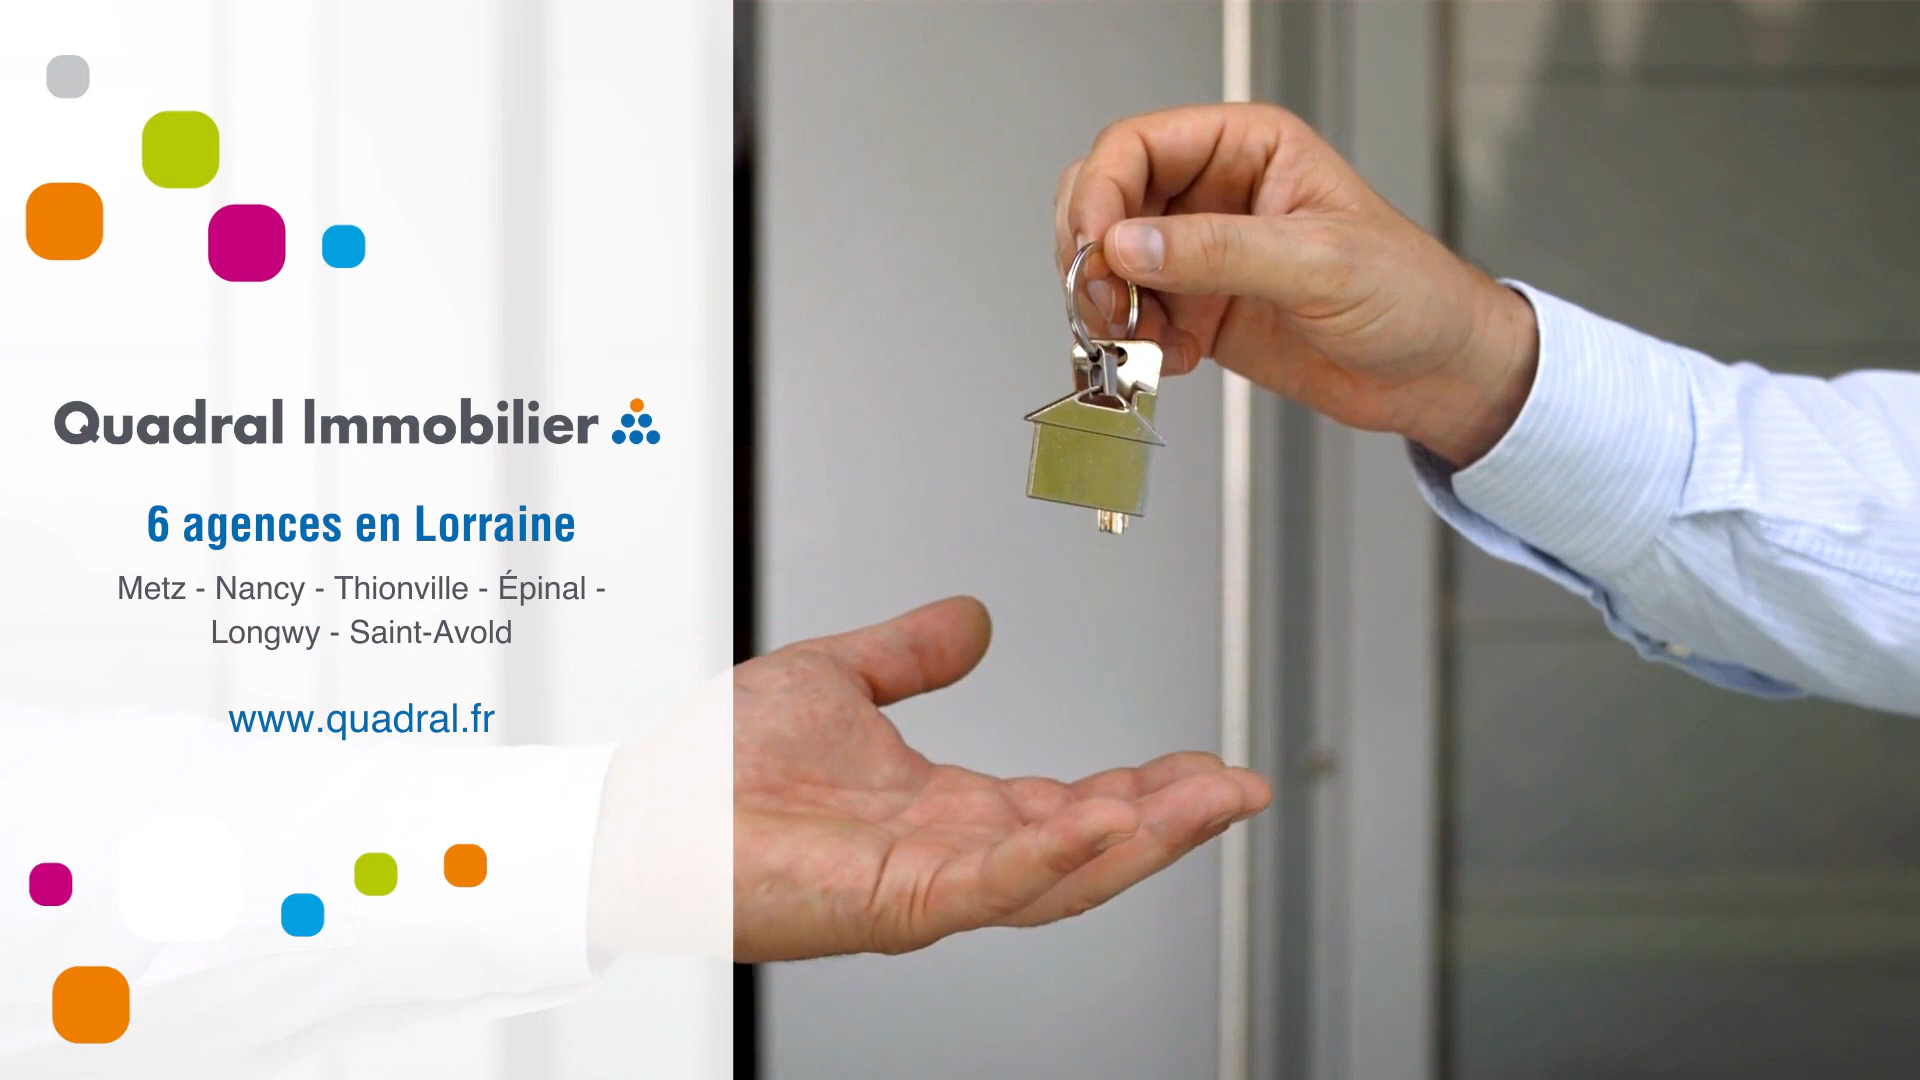 Quadral Immobilier
6 agences en Lorraine
Metz - Nancy - Thionville - Épinal -
Longwy - Saint-Avold
www.quadral.fr